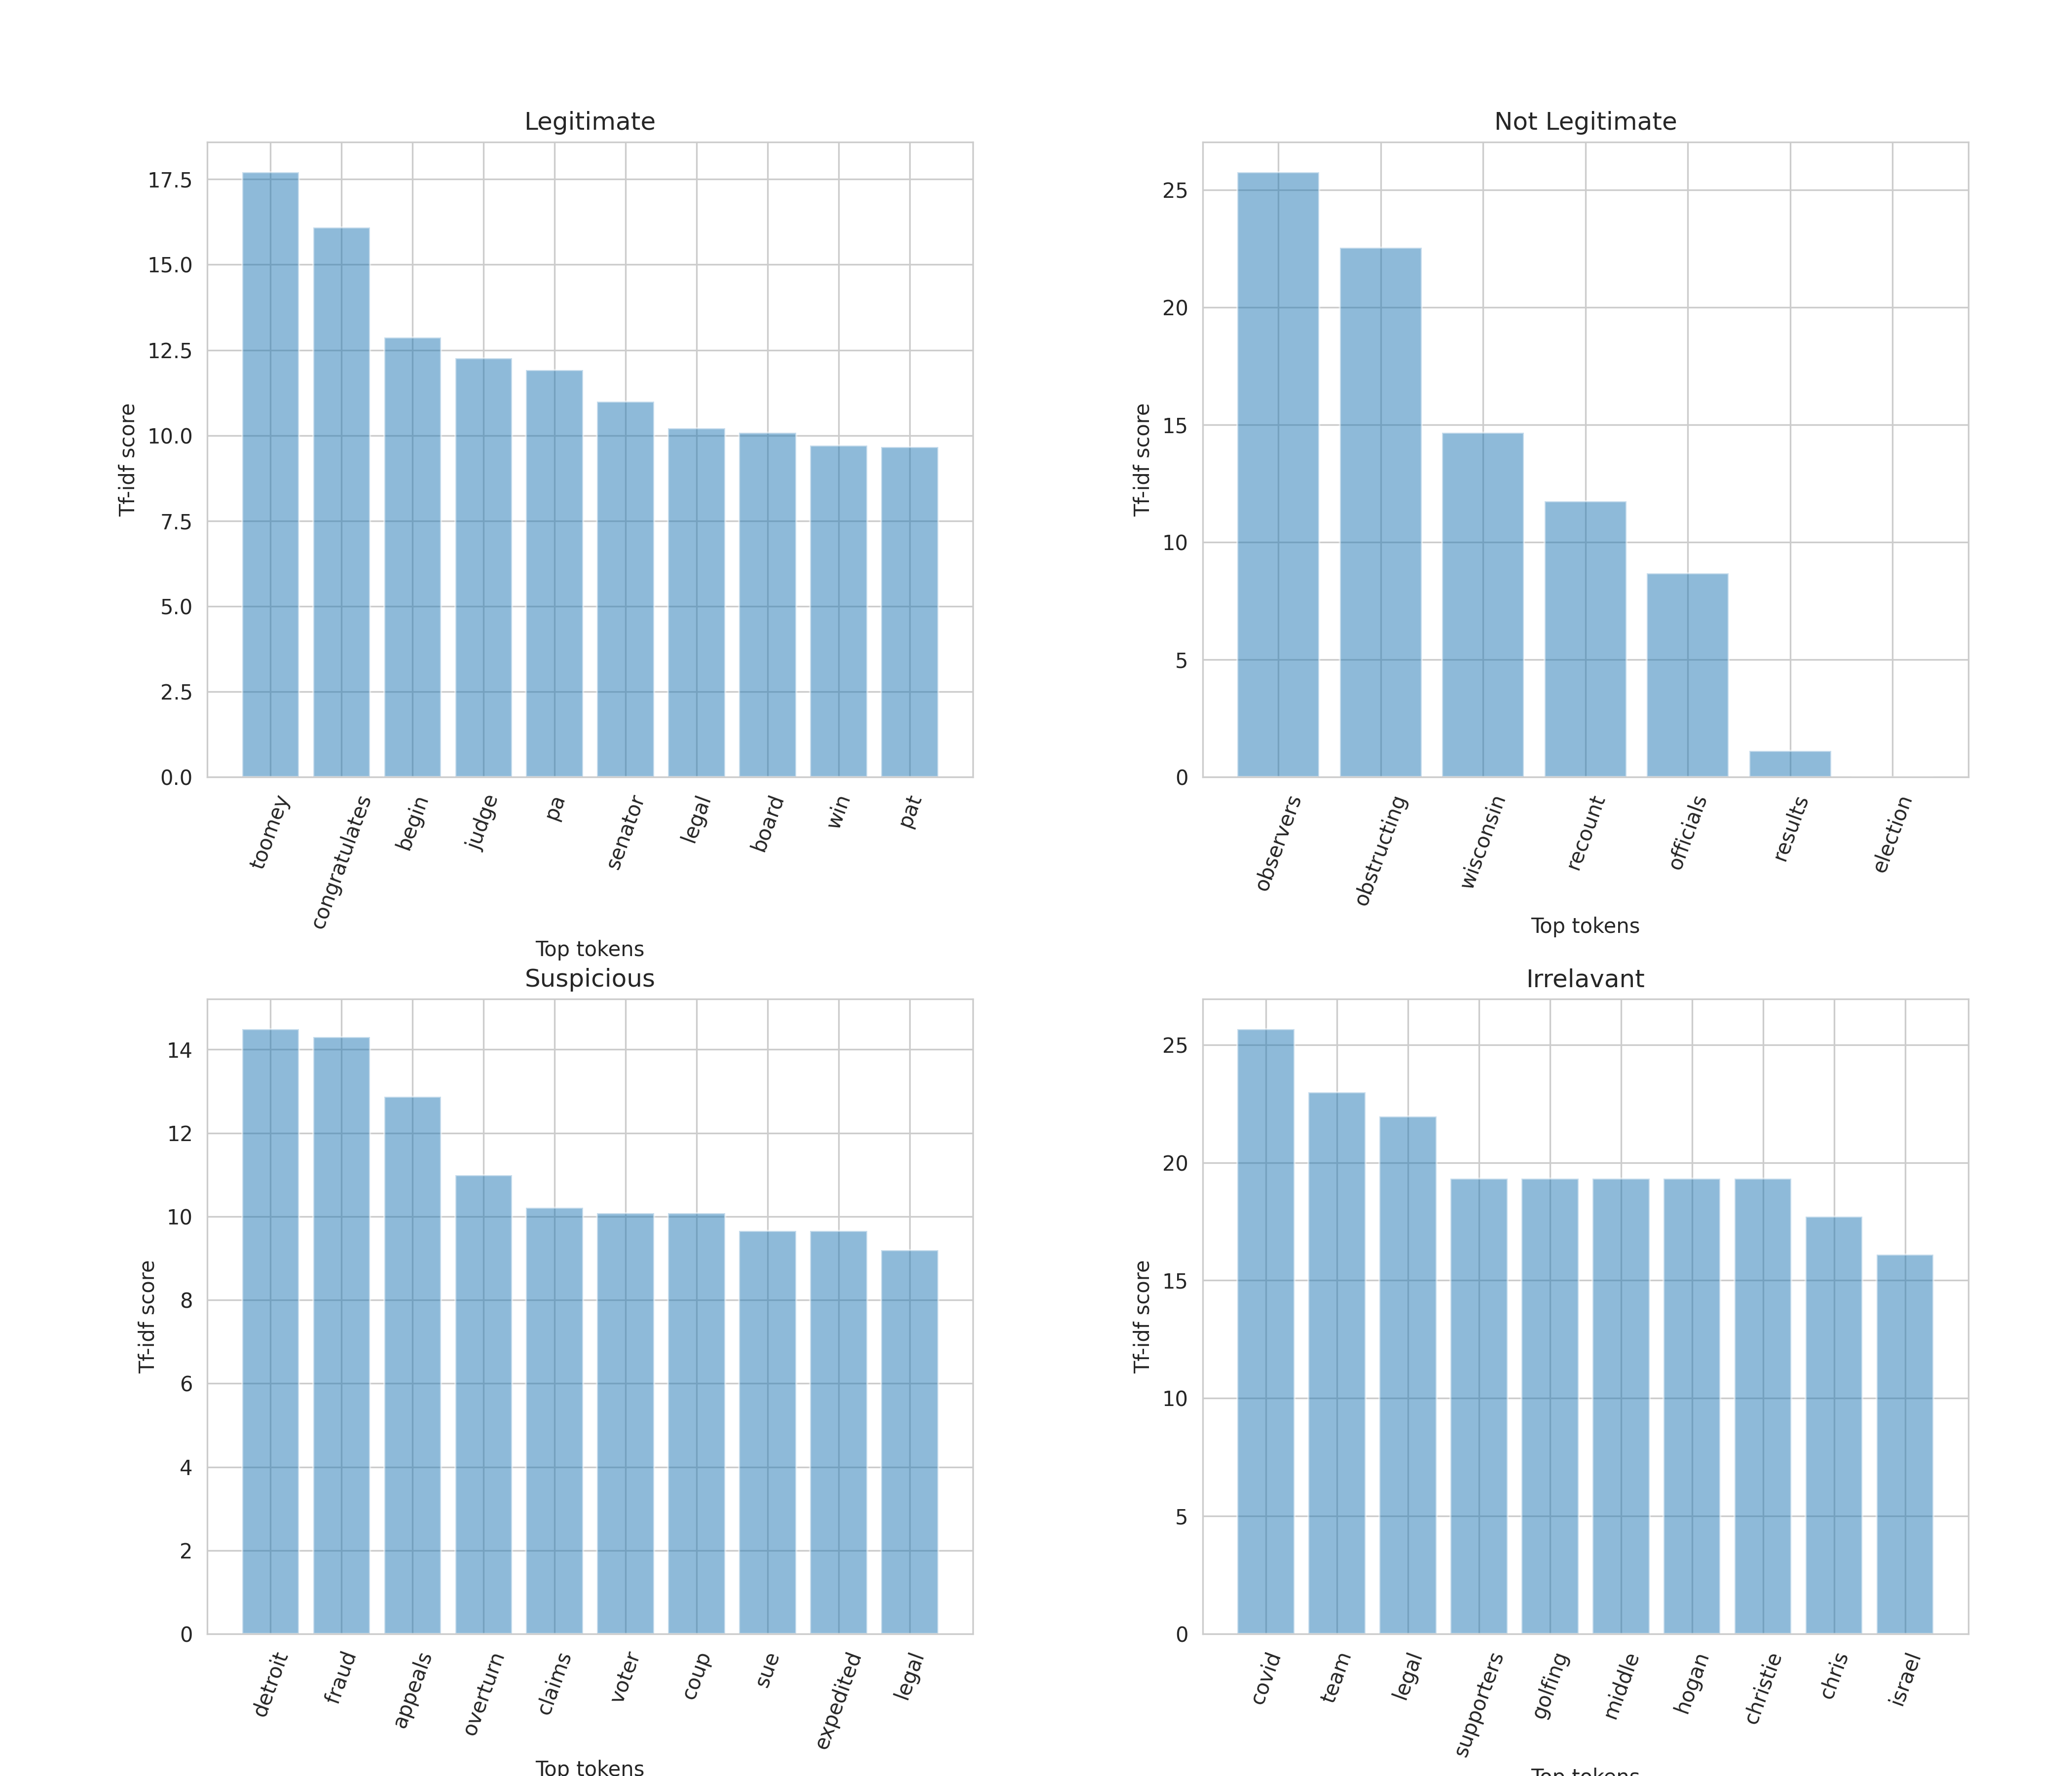 Legitimate
17.5
15.0
12.5
10.0
7.5
5.0
2.5
0.0
Tf-idf score
toomey
congratulates
begin
judge
pa
senator
legal
board
win
pat
Top tokens
Not Legitimate
25
20
15
10
5
0
Tf-idf score
observers
obstructing
wisconsin
recount
officials
results
election
Top tokens
Suspicious
14
12
10
8
6
4
2
0
Tf-idf score
detroit
fraud
appeals
overturn
claims
voter
coup
sue
expedited
legal
Top tokens
Irrelavant
25
20
15
10
5
0
Tf-idf score
covid
team
legal
supporters
golfing
middle
hogan
christie
chris
israel
Top tokens